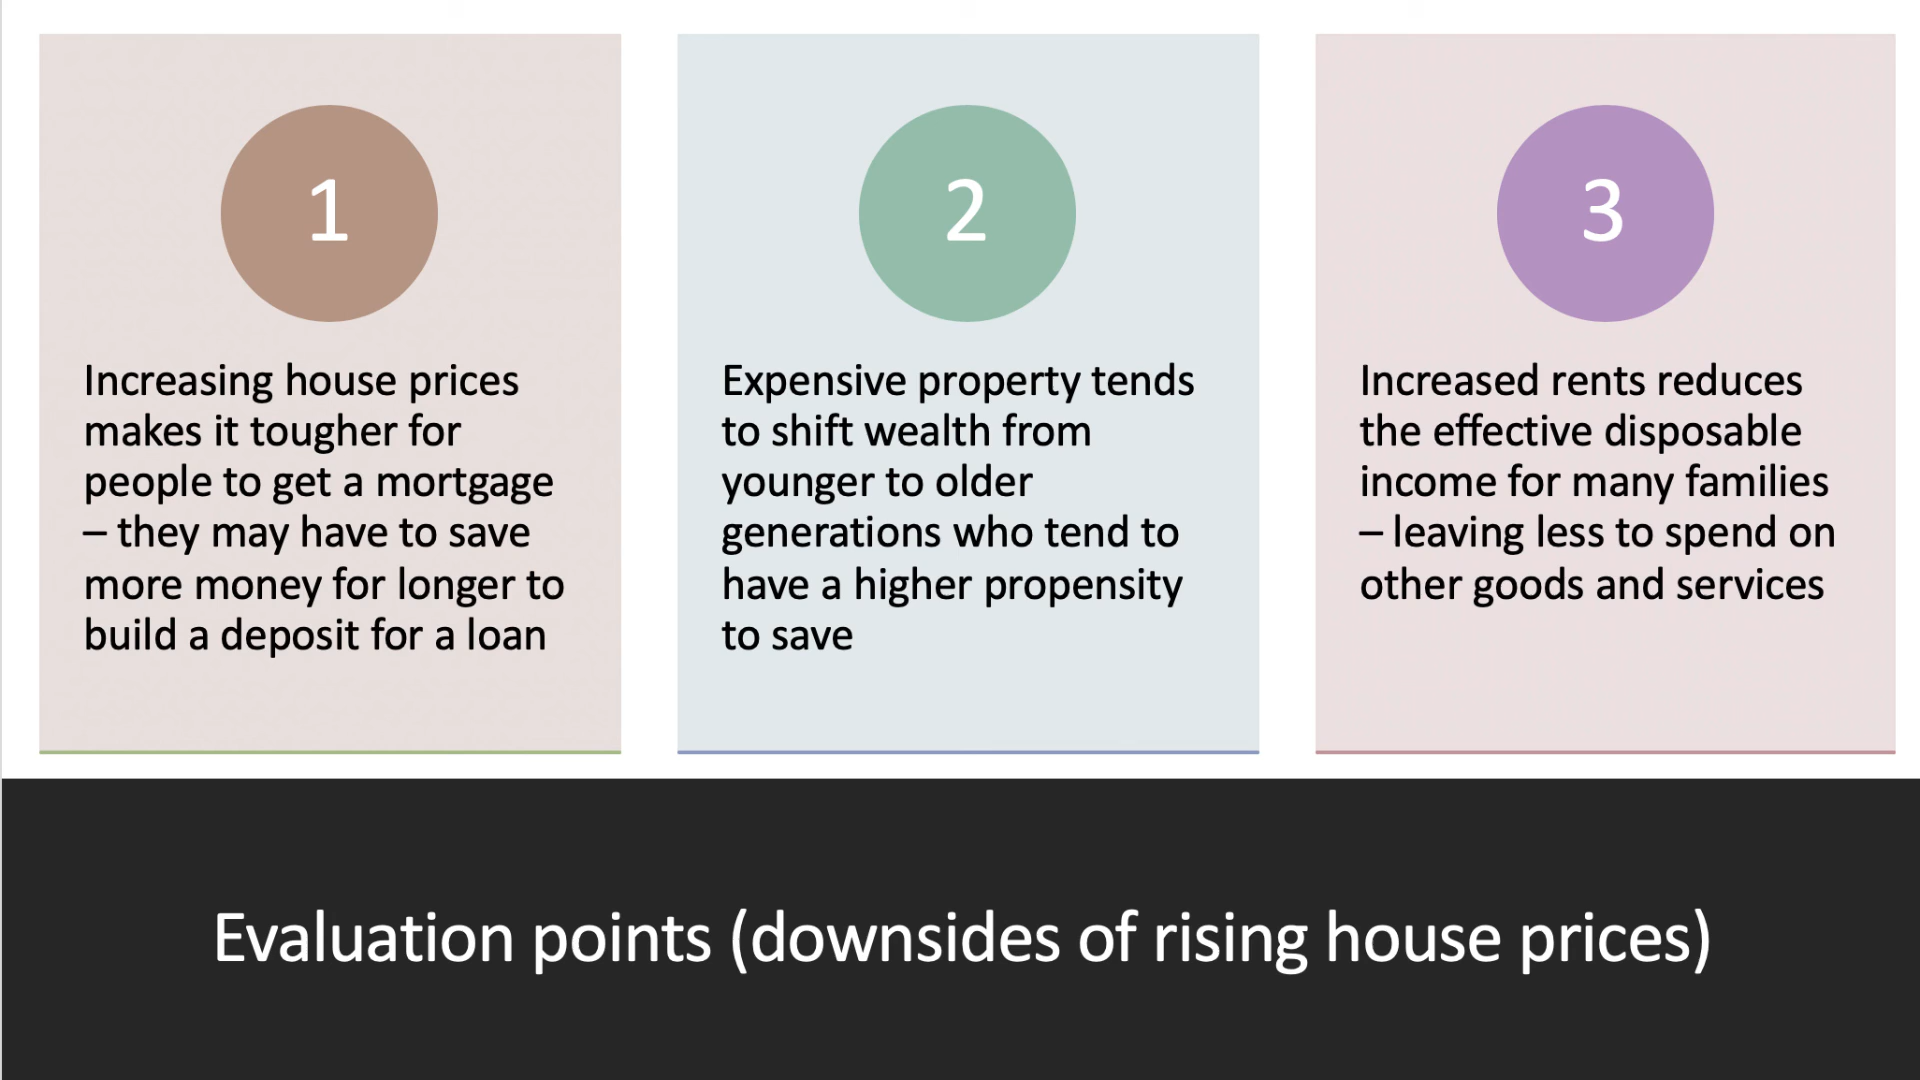 1
Increasing house prices
makes it tougher for
people to get a mortgage
– they may have to save
more money for longer to
build a deposit for a loan
2
Expensive property tends
to shift wealth from
younger to older
generations who tend to
have a higher propensity
to save
3
Increased rents reduces
the effective disposable
income for many families
– leaving less to spend on
other goods and services
Evaluation points (downsides of rising house prices)